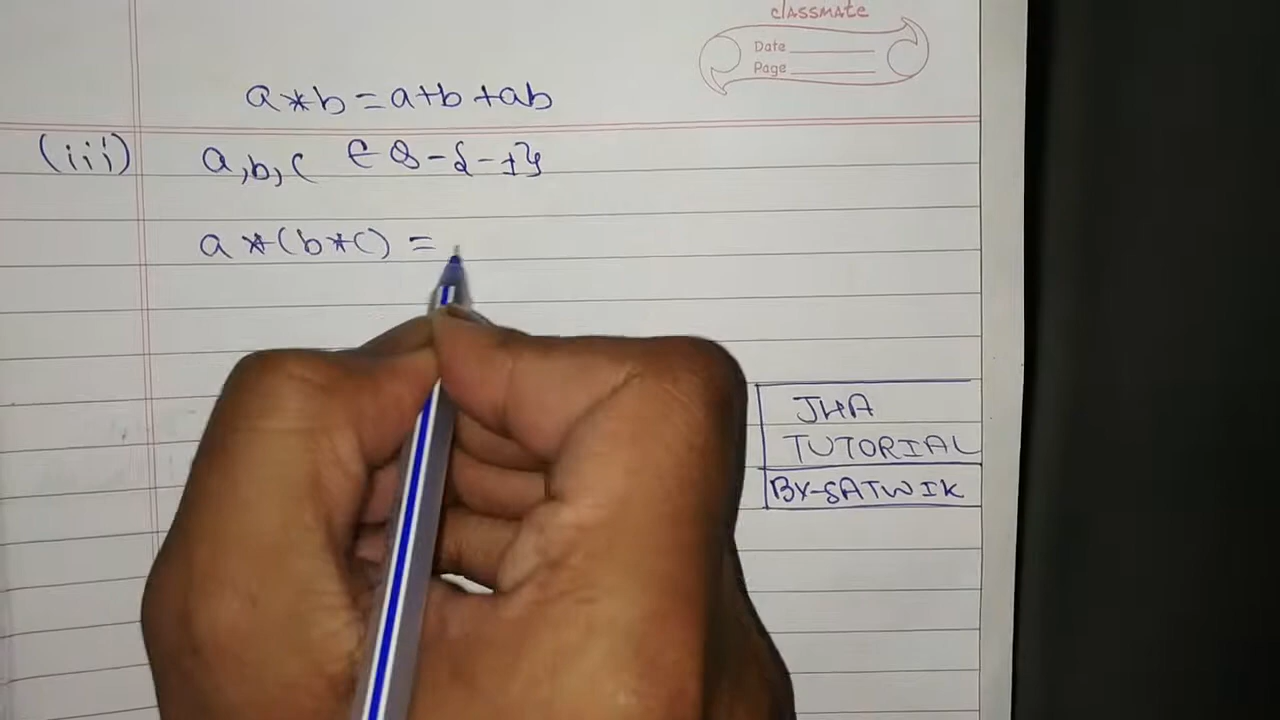 classmate
Date
Page
a*b = a+b+ab
(iii) a,b,c ∈ Q-{-1}
a*(b*c) =
JHA
TUTORIAL
BY-SATWIK